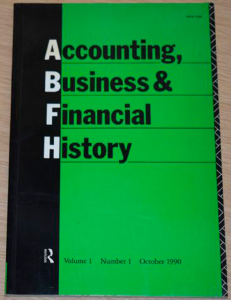 Accounting,
Business &
Financial
History
R
Volume 1 Number 1 October 1990